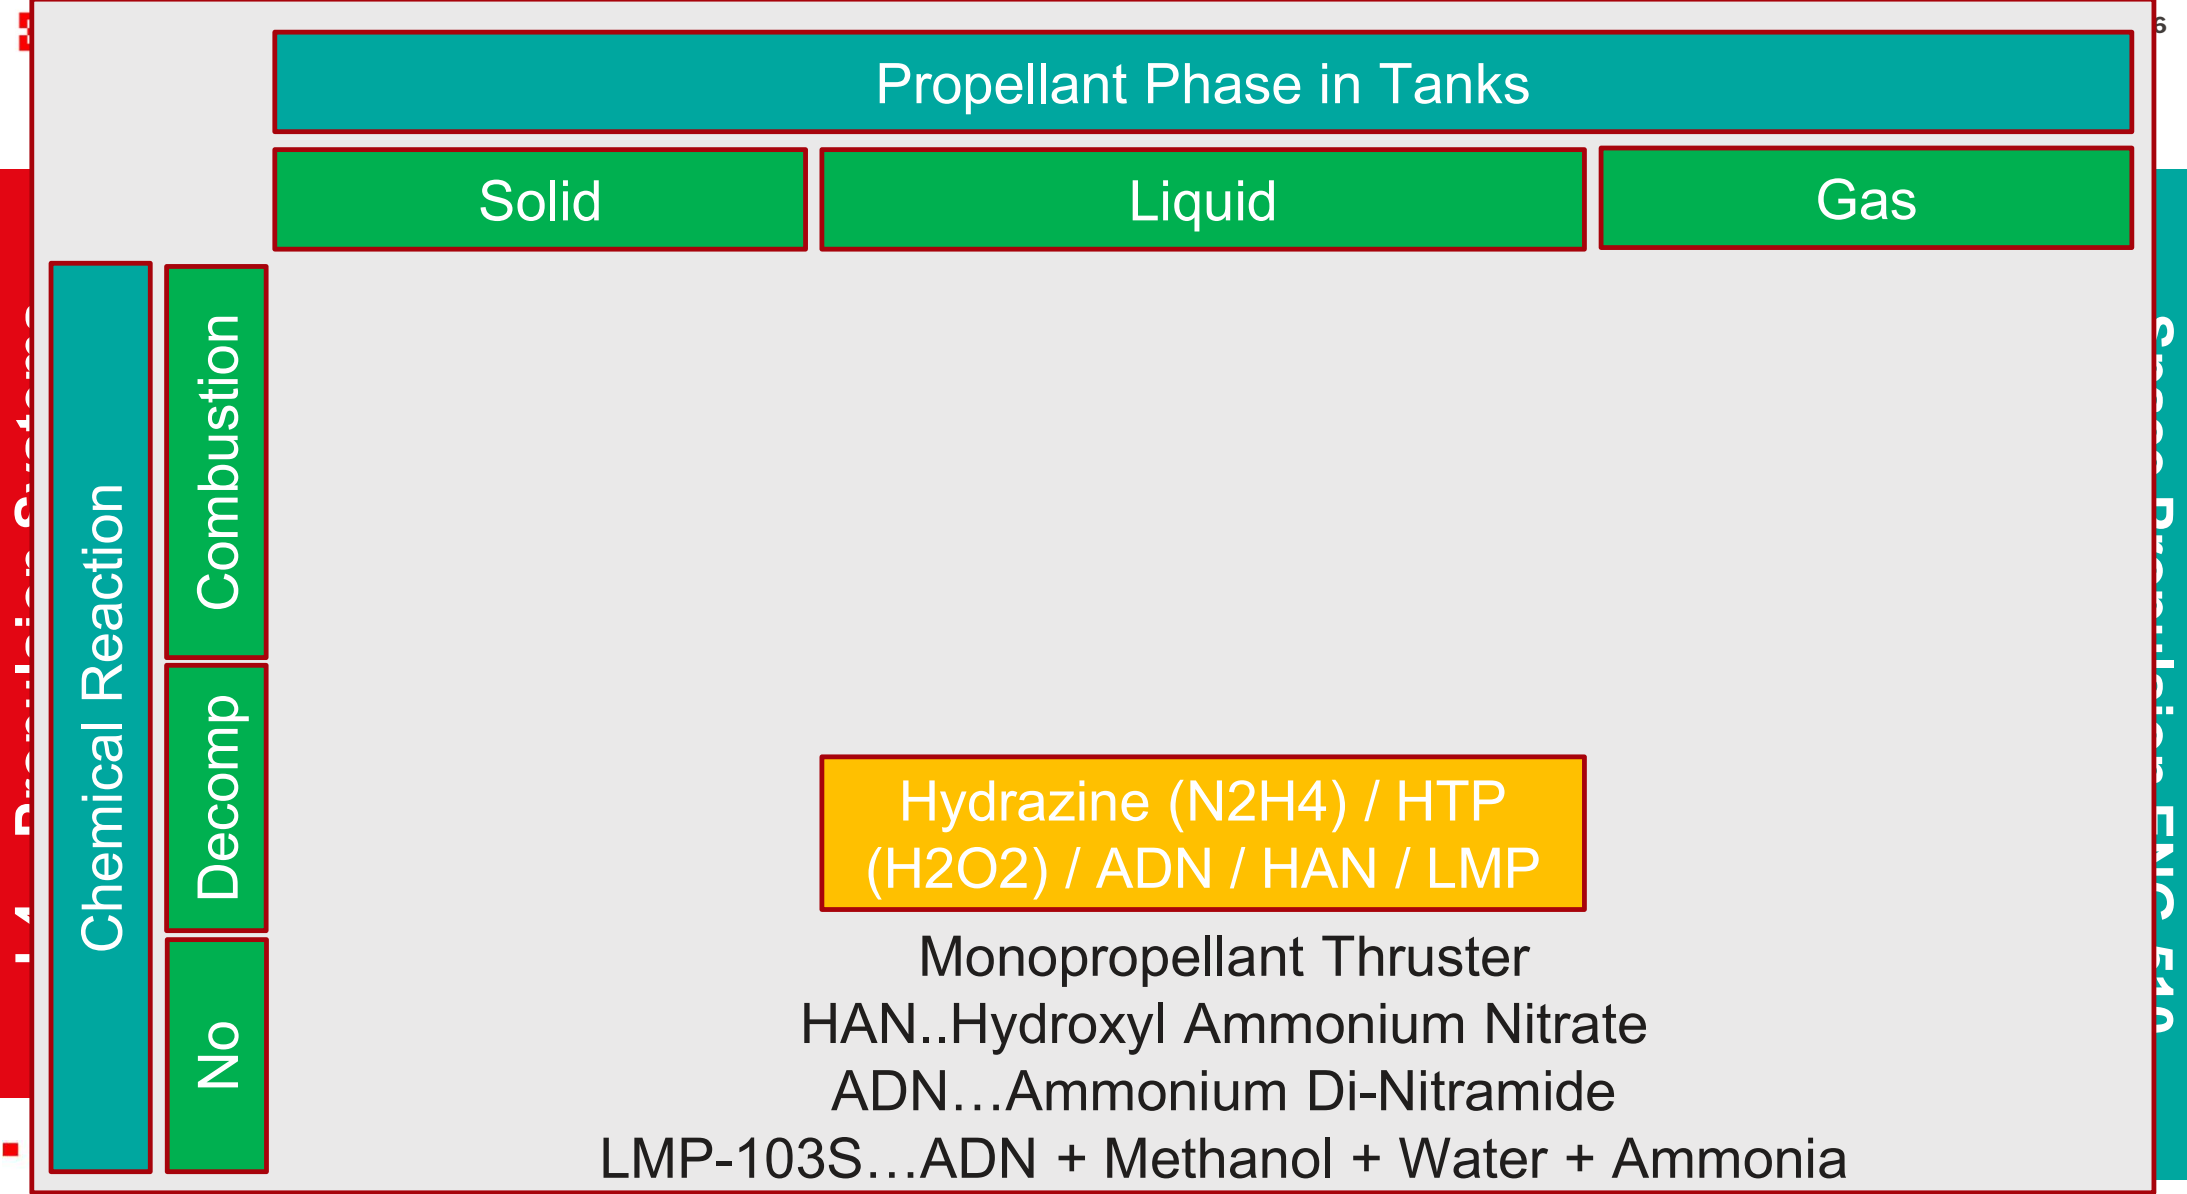 6
Propellant Phase in Tanks
Solid
Liquid
Gas
Chemical Reaction
Combustion
Decomp
No
Hydrazine (N2H4) / HTP
(H2O2) / ADN / HAN / LMP
Monopropellant Thruster
HAN..Hydroxyl Ammonium Nitrate
ADN…Ammonium Di-Nitramide
LMP-103S…ADN + Methanol + Water + Ammonia